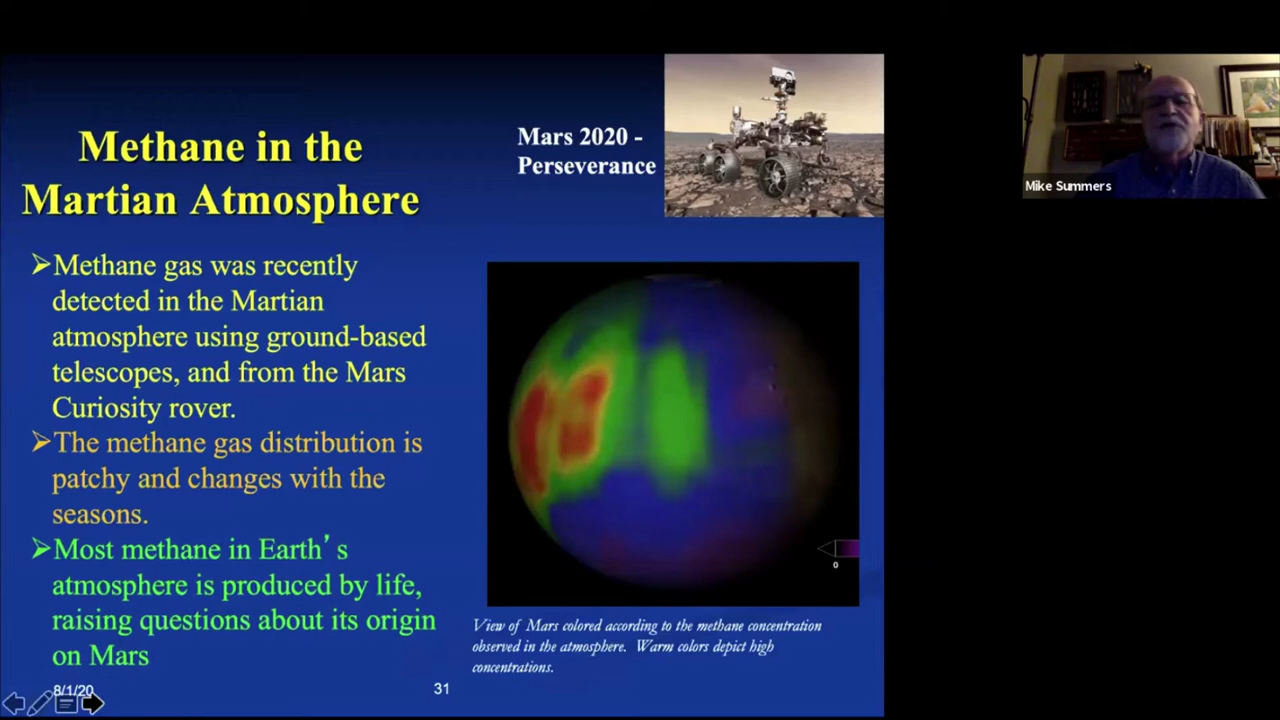 Methane in the
Martian Atmosphere
Mars 2020 -
Perseverance
➢Methane gas was recently
detected in the Martian
atmosphere using ground-based
telescopes, and from the Mars
Curiosity rover.
➢The methane gas distribution is
patchy and changes with the
seasons.
➢Most methane in Earth’s
atmosphere is produced by life,
raising questions about its origin
on Mars
0
View of Mars colored according to the methane concentration
observed in the atmosphere. Warm colors depict high
concentrations.
8/1/20
31
Mike Summers